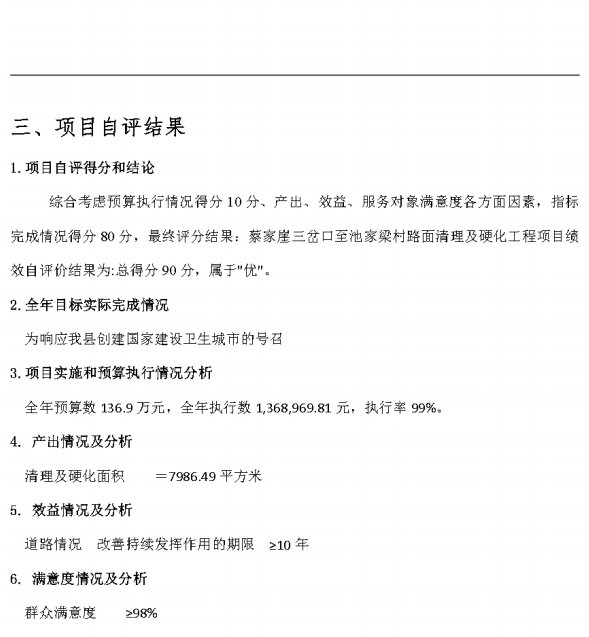 三、项目自评结果
1. 项目自评得分和结论
综合考虑预算执行情况得分 10 分、产出、效益、服务对象满意度各方面因素，指标
完成情况得分 80 分，最终评分结果：蔡家崖三岔口至池家梁村路面清理及硬化工程项目绩
效自评价结果为:总得分 90 分，属于"优"。
2. 全年目标实际完成情况
为响应我县创建国家建设卫生城市的号召
3. 项目实施和预算执行情况分析
全年预算数 136.9 万元，全年执行数 1,368,969.81 元，执行率 99%。
4. 产出情况及分析
清理及硬化面积 =7986.49 平方米
5. 效益情况及分析
道路情况 改善持续发挥作用的期限 ≥10 年
6. 满意度情况及分析
群众满意度 ≥98%